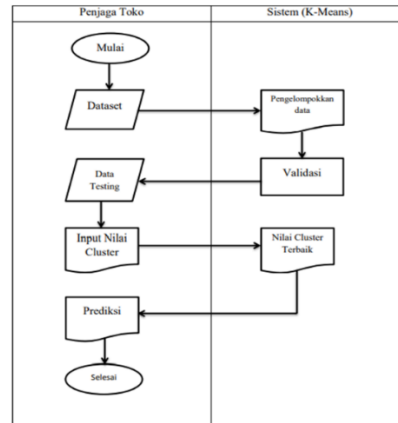 Penjaga Toko
Sistem (K-Means)
Mulai
Dataset
Pengelompokkan
data
Data
Testing
Validasi
Input Nilai
Cluster
Nilai Cluster
Terbaik
Prediksi
Selesai